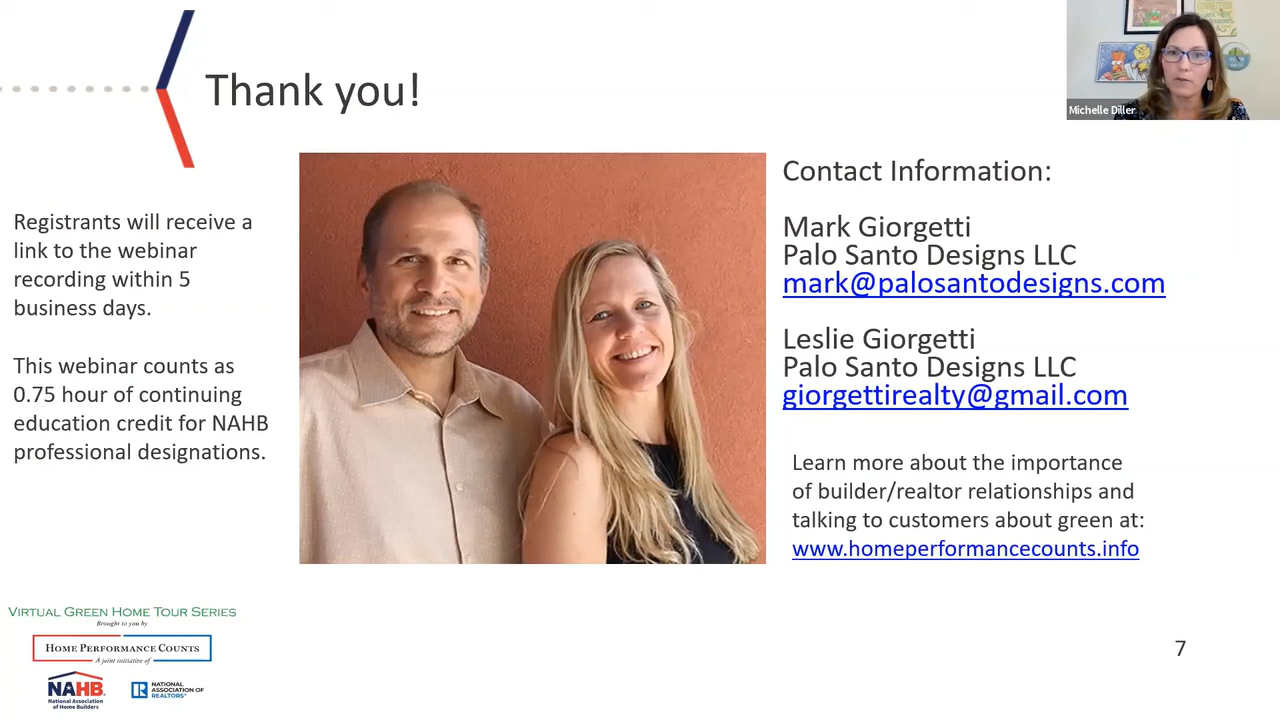 Thank you!
Michelle Diller
Registrants will receive a
link to the webinar
recording within 5
business days.
This webinar counts as
0.75 hour of continuing
education credit for NAHB
professional designations.
Contact Information:
Mark Giorgetti
Palo Santo Designs LLC
mark@palosantodesigns.com
Leslie Giorgetti
Palo Santo Designs LLC
giorgettirealty@gmail.com
Learn more about the importance
of builder/realtor relationships and
talking to customers about green at:
www.homeperformancecounts.info
VIRTUAL GREEN HOME TOUR SERIES
Brought to you by
HOME PERFORMANCE COUNTS
A joint initiative of
NAHB®
National Association
of Home Builders
R
NATIONAL
ASSOCIATION OF
REALTORS®
7